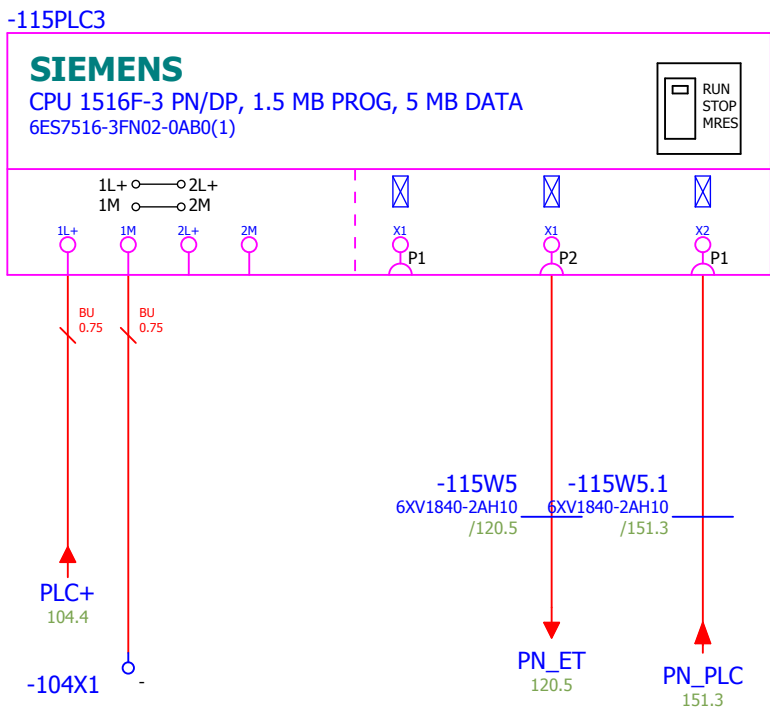 -115PLC3
SIEMENS
CPU 1516F-3 PN/DP, 1.5 MB PROG, 5 MB DATA
6ES7516-3FN02-0AB0(1)
RUN
STOP
MRES
1L+ 2L+
1M 2M
1L+ 1M 2L+ 2M X1 X1 X2
P1 P2 P1
BU BU
0.75 0.75
-115W5 -115W5.1
6XV1840-2AH10 6XV1840-2AH10
/120.5 /151.3
PLC+
104.4
-104X1 -
PN_ET PN_PLC
120.5 151.3